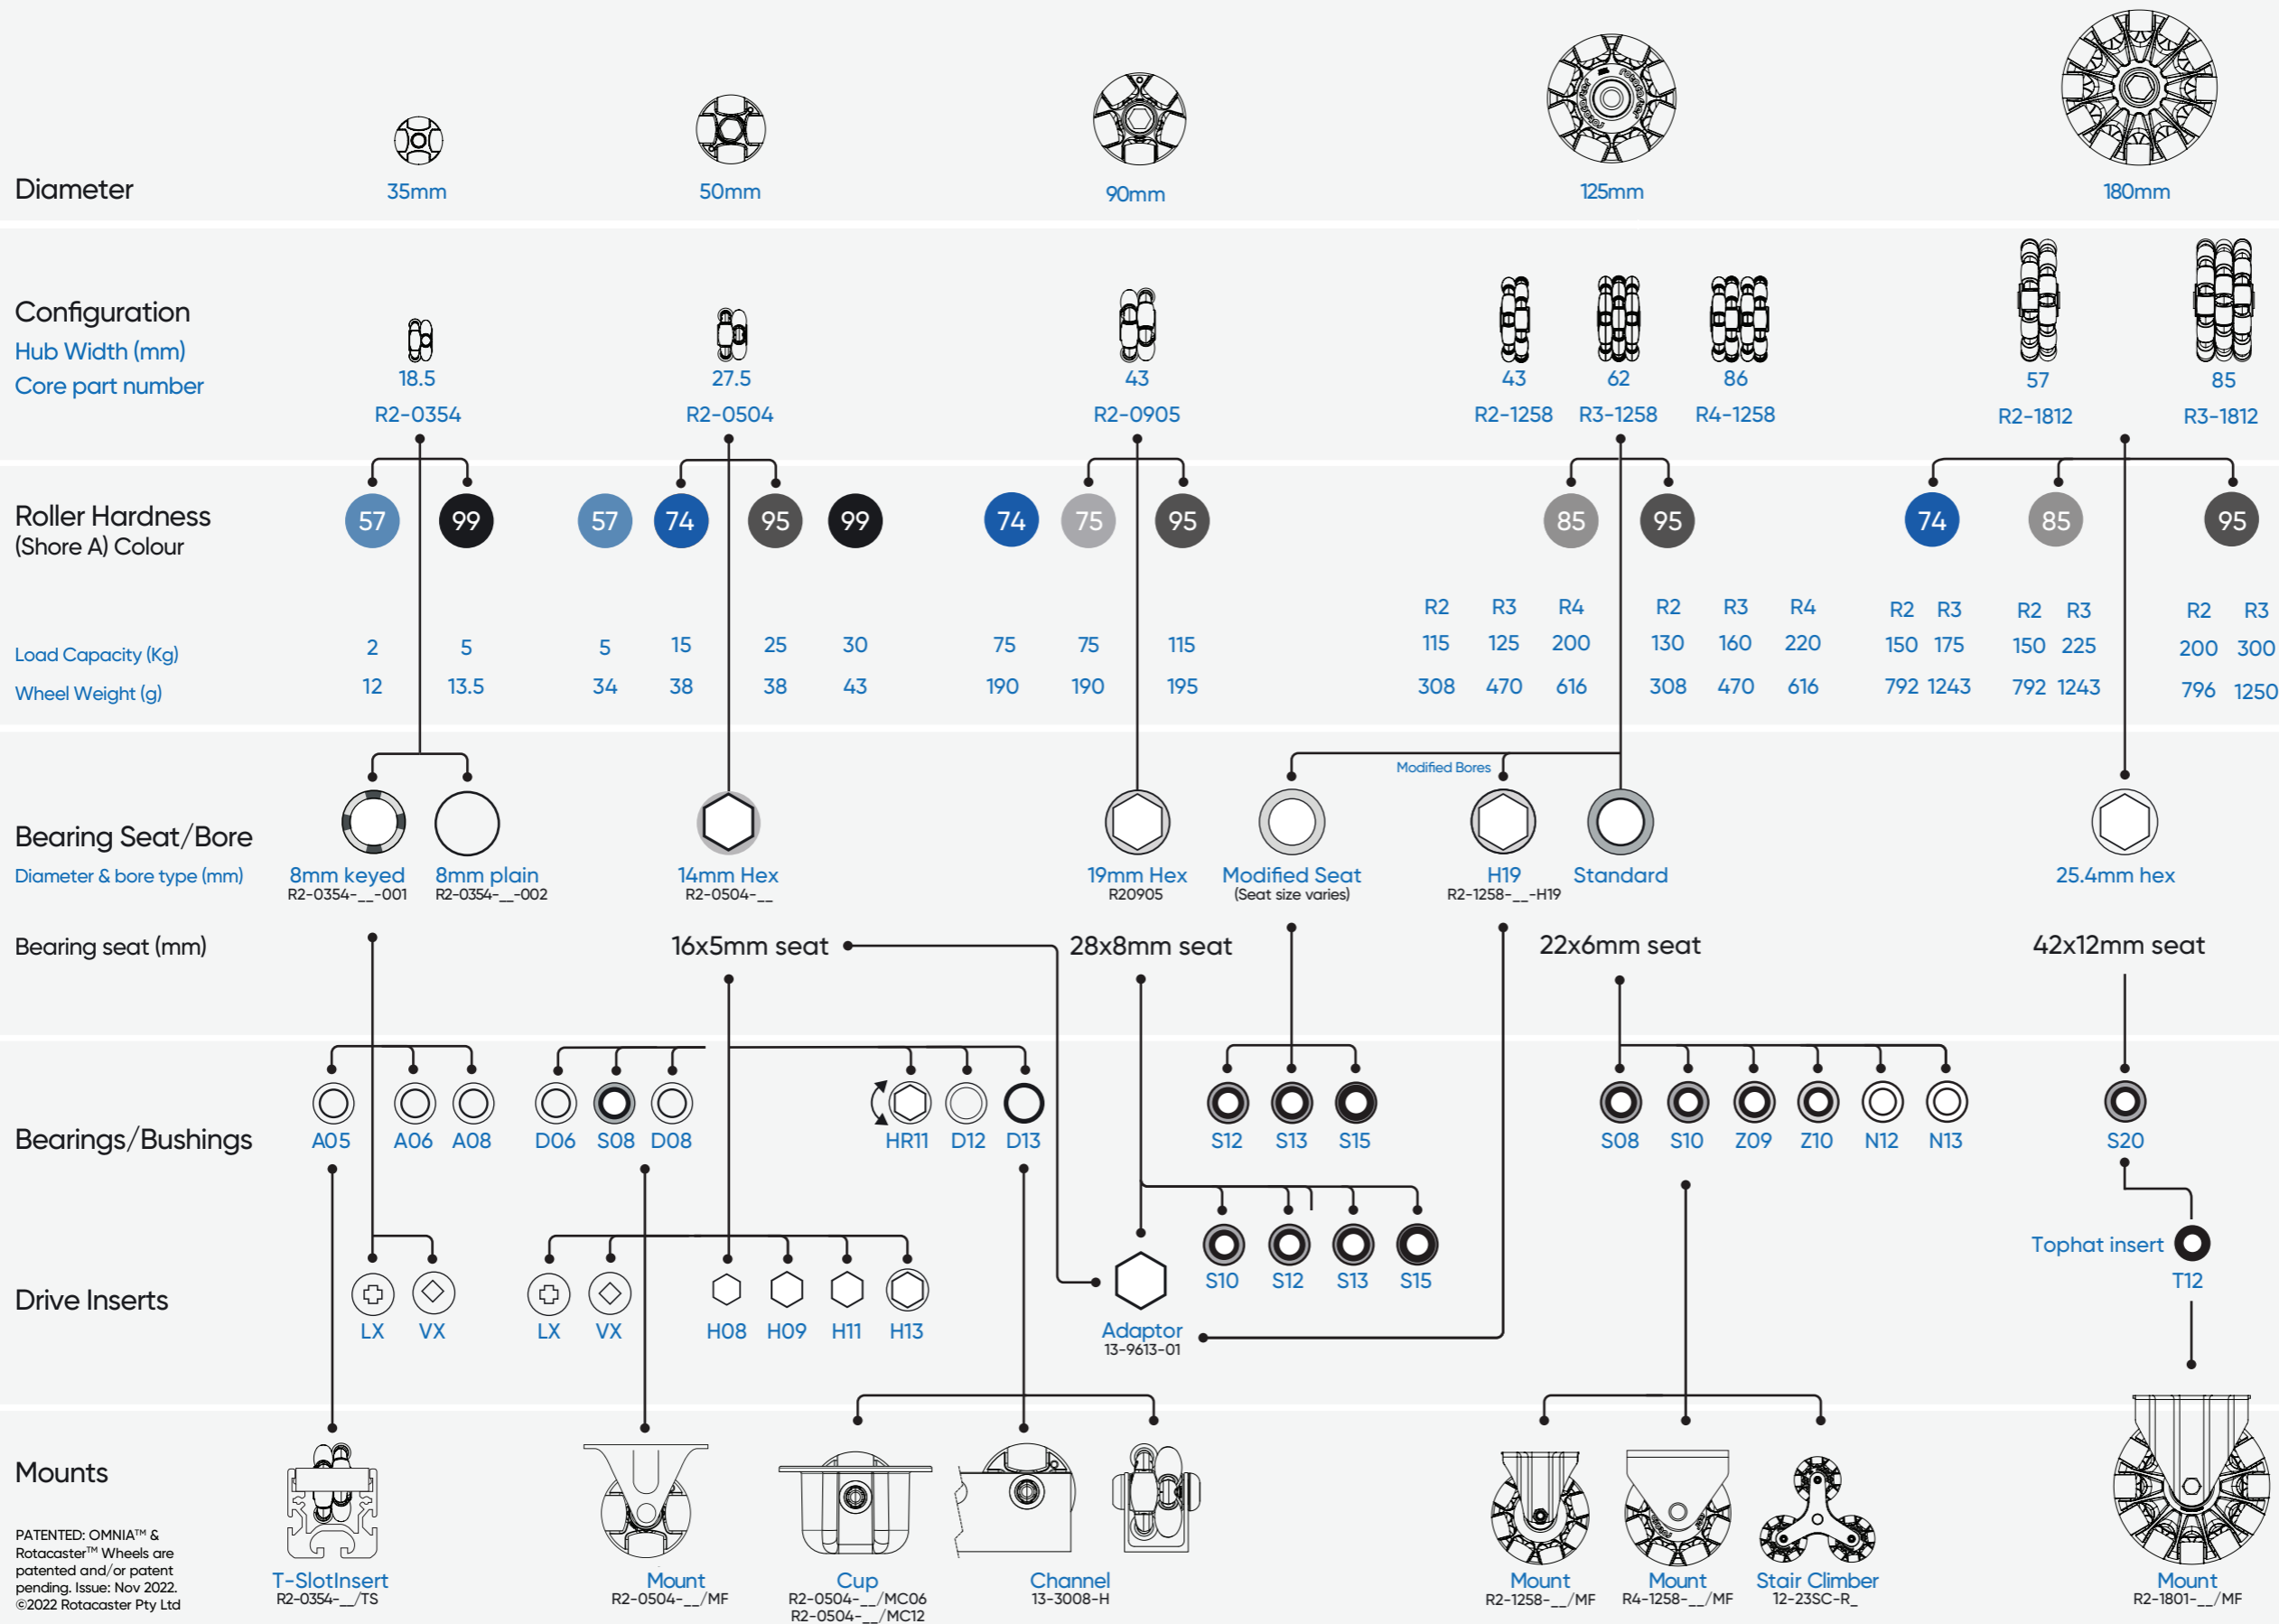 Diameter
35mm
50mm
90mm
125mm
180mm
Configuration
Hub Width (mm)
Core part number
18.5
27.5
43
43
62
86
57
85
R2-0354
R2-0504
R2-0905
R2-1258
R3-1258
R4-1258
R2-1812
R3-1812
Roller Hardness
(Shore A) Colour
57
99
57
74
95
99
74
75
95
85
95
74
85
95
R2 R3 R4
R2 R3 R4
R2 R3
R2 R3
R2 R3
Load Capacity (Kg)
2
5
5
15
25
30
75
75
115
115 125 200
130 160 220
150 175
150 225
200 300
Wheel Weight (g)
12
13.5
34
38
38
43
190
190
195
308 470 616
308 470 616
792 1243
792 1243
796 1250
Modified Bores
Bearing Seat/Bore
Diameter & bore type (mm)
8mm keyed
R2-0354-__-001
8mm plain
R2-0354-__-002
14mm Hex
R2-0504-__
19mm Hex
R20905
Modified Seat
(Seat size varies)
H19
R2-1258-__-H19
Standard
25.4mm hex
Bearing seat (mm)
16x5mm seat
28x8mm seat
22x6mm seat
42x12mm seat
Bearings/Bushings
A05
A06
A08
D06
S08
D08
HR11
D12
D13
S12
S13
S15
S08
S10
Z09
Z10
N12
N13
S20
S10
S12
S13
S15
Tophat insert
T12
Drive Inserts
LX
VX
LX
VX
H08
H09
H11
H13
Adaptor
13-9613-01
Mounts
PATENTED: OMNIA™ &
Rotacaster™ Wheels are
patented and/or patent
pending. Issue: Nov 2022.
©2022 Rotacaster Pty Ltd
T-SlotInsert
R2-0354-__/TS
Mount
R2-0504-__/MF
Cup
R2-0504-__/MC06
R2-0504-__/MC12
Channel
13-3008-H
Mount
R2-1258-__/MF
Mount
R4-1258-__/MF
Stair Climber
12-23SC-R_
Mount
R2-1801-__/MF